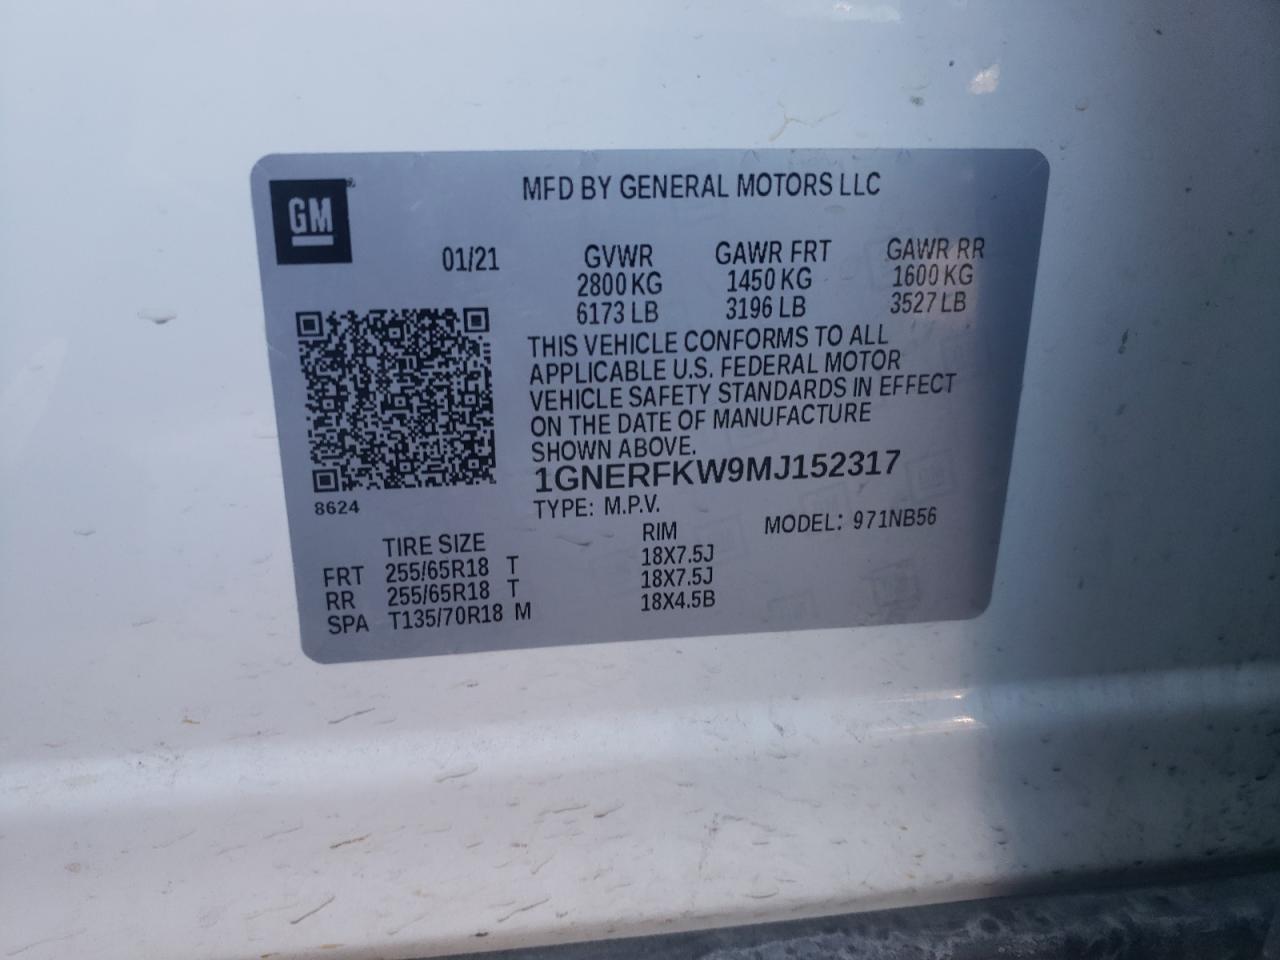 MFD BY GENERAL MOTORS LLC
GM
01/21 GVWR GAWR FRT GAWR RR
2800 KG 1450 KG 1600 KG
6173 LB 3196 LB 3527 LB
THIS VEHICLE CONFORMS TO ALL
APPLICABLE U.S. FEDERAL MOTOR
VEHICLE SAFETY STANDARDS IN EFFECT
ON THE DATE OF MANUFACTURE
SHOWN ABOVE.
1GNERFKW9MJ152317
8624
TYPE: M.P.V. MODEL: 971NB56
TIRE SIZE RIM
FRT 255/65R18 T 18X7.5J
RR 255/65R18 T 18X7.5J
SPA T135/70R18 M 18X4.5B